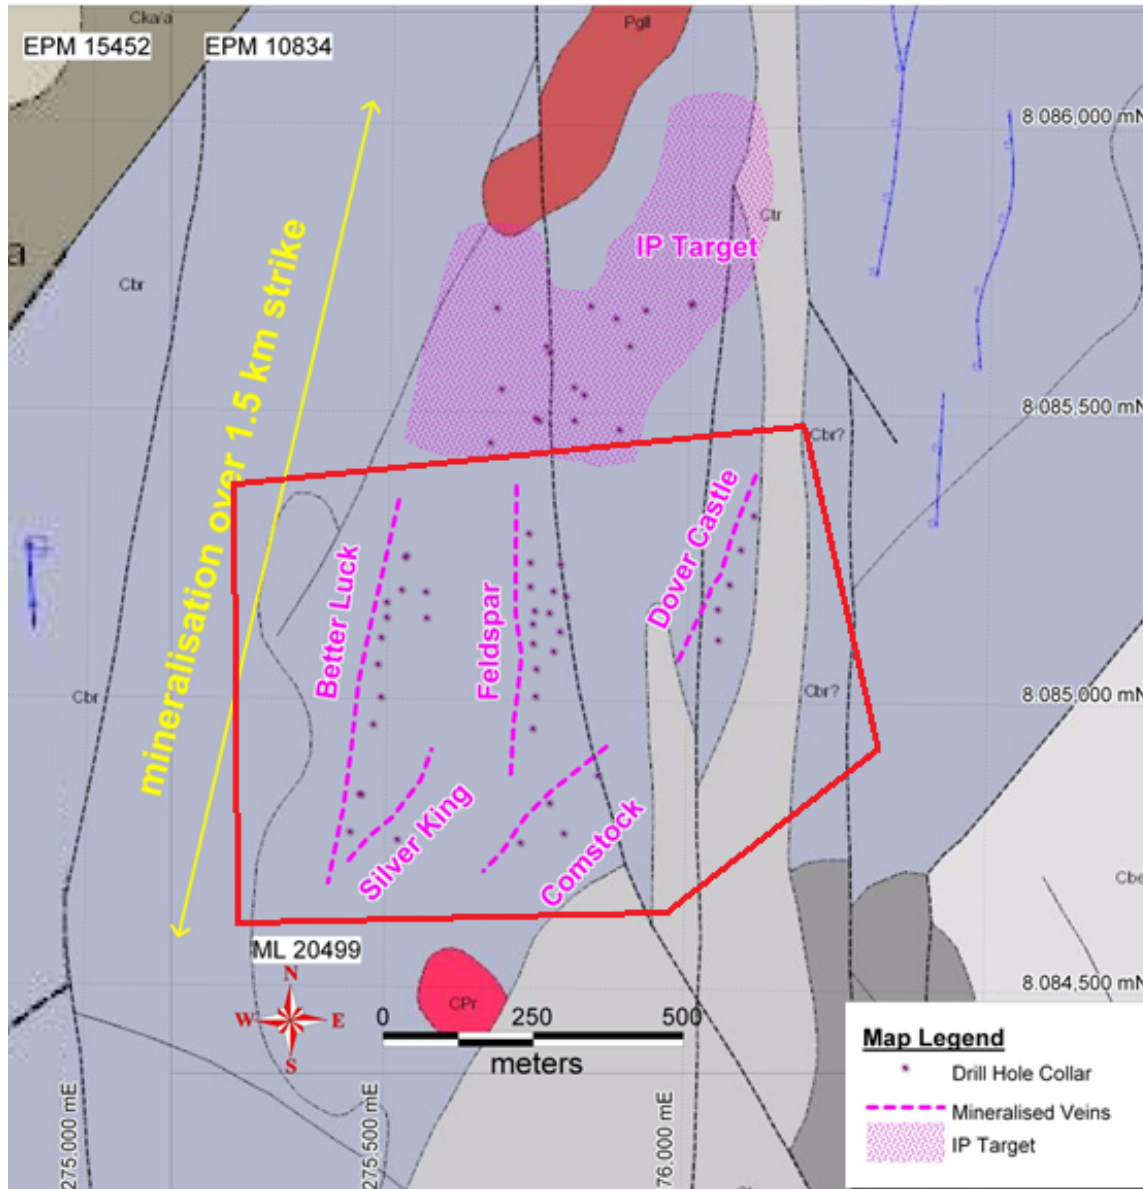 Cka/a
Pgll
EPM 15452
EPM 10834
8 086,000 mN
Ctr
IP Target
a
Cbr
mineralisation over 1.5 km strike
8 085,500 mN
Cbr?
Dover Castle
Better Luck
Feldspar
8 085,000 mN
Cbr
Cbr?
Silver King
Comstock
Cbe
ML 20499
N
W E
S
CPr
8 084,500 mN
0 250 500
meters
275,000 mE
275,500 mE
76,000 mE
Map Legend
Drill Hole Collar
Mineralised Veins
IP Target